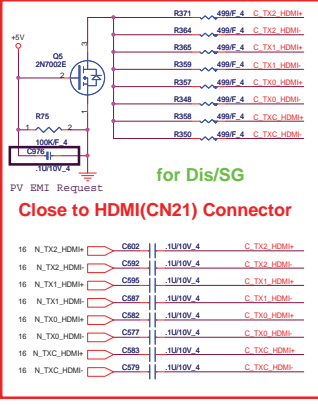 R371 499/F_4 C_TX2_HDMI+
R364 499/F_4 C_TX2_HDMI-
+5V
R365 499/F_4 C_TX1_HDMI+
Q5
2N7002E
3
R359 499/F_4 C_TX1_HDMI-
2
R357 499/F_4 C_TX0_HDMI+
R348 499/F_4 C_TX0_HDMI-
1
R75
R358 499/F_4 C_TXC_HDMI+
1 2
R350 499/F_4 C_TXC_HDMI-
100K/F_4
C976
.1U/10V_4
PV EMI Request
for Dis/SG
Close to HDMI(CN21) Connector
16 N_TX2_HDMI+ C602 .1U/10V_4 C_TX2_HDMI+
16 N_TX2_HDMI- C592 .1U/10V_4 C_TX2_HDMI-
16 N_TX1_HDMI+ C595 .1U/10V_4 C_TX1_HDMI+
16 N_TX1_HDMI- C587 .1U/10V_4 C_TX1_HDMI-
16 N_TX0_HDMI+ C582 .1U/10V_4 C_TX0_HDMI+
16 N_TX0_HDMI- C577 .1U/10V_4 C_TX0_HDMI-
16 N_TXC_HDMI+ C583 .1U/10V_4 C_TXC_HDMI+
16 N_TXC_HDMI- C579 .1U/10V_4 C_TXC_HDMI-